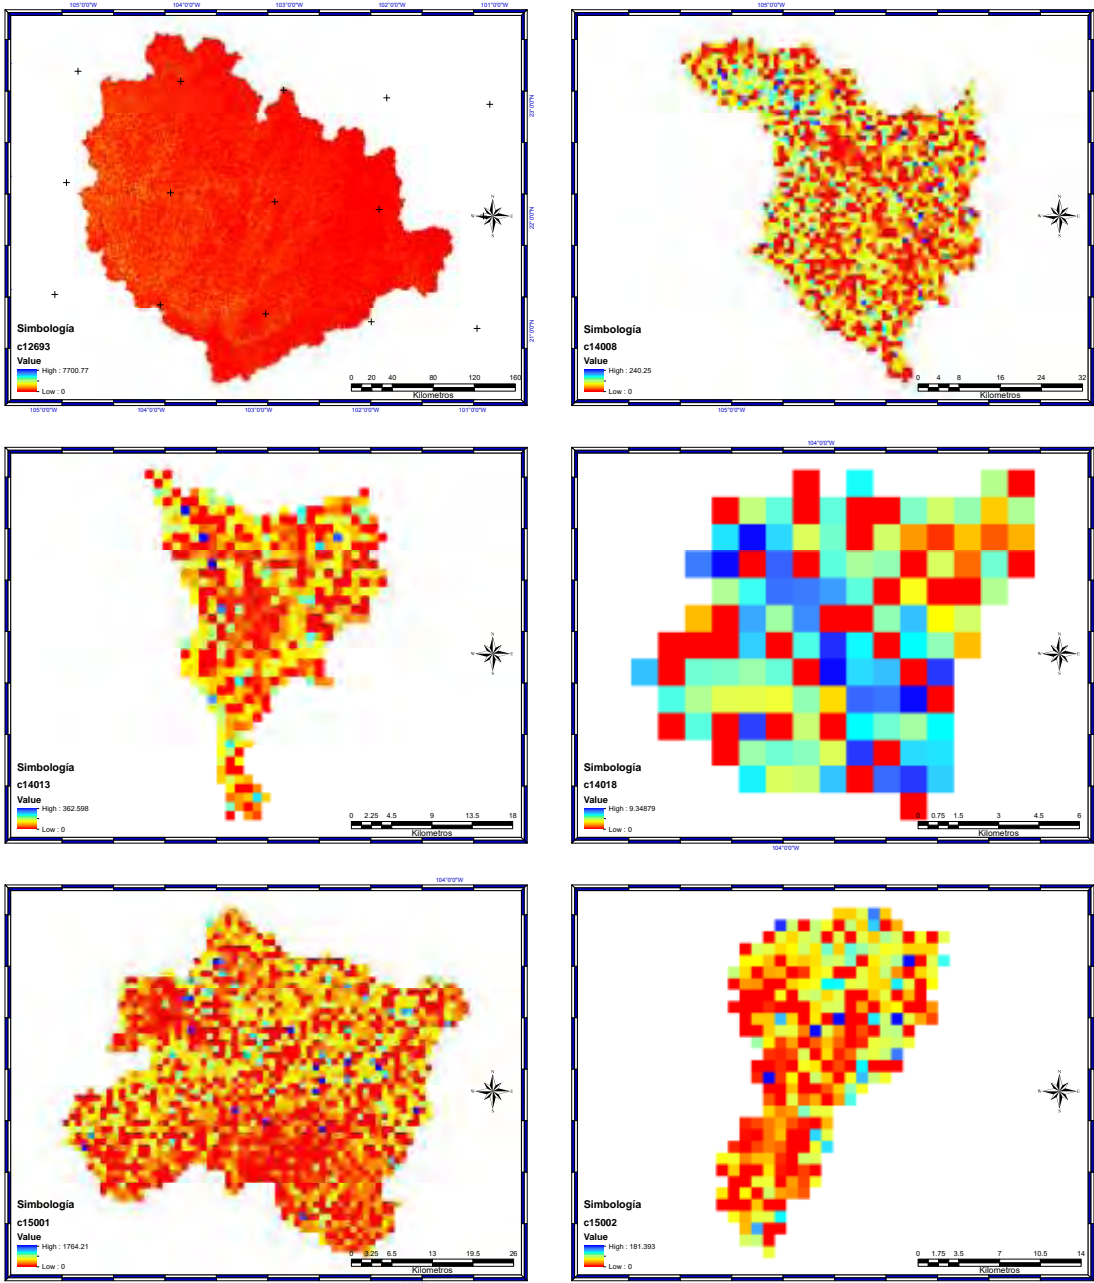 105°0'0"W 104°0'0"W 103°0'0"W 102°0'0"W 101°0'0"W
23°0'0"N
22°0'0"N
21°0'0"N
N
W E
S
Simbología
c12693
Value
High : 7700.77
Low : 0
0 20 40 80 120 160
Kilometros
105°0'0"W 104°0'0"W 103°0'0"W 102°0'0"W 101°0'0"W
105°0'0"W
N
W E
S
Simbología
c14008
Value
High : 240.25
Low : 0
0 4 8 16 24 32
Kilometros
105°0'0"W
N
W E
S
Simbología
c14013
Value
High : 362.598
Low : 0
0 2.25 4.5 9 13.5 18
Kilometros
104°0'0"W
N
W E
S
Simbología
c14018
Value
High : 9.34879
Low : 0
0 0.75 1.5 3 4.5 6
Kilometros
104°0'0"W
104°0'0"W
N
W E
S
Simbología
c15001
Value
High : 1764.21
Low : 0
0 3.25 6.5 13 19.5 26
Kilometros
N
W E
S
Simbología
c15002
Value
High : 181.393
Low : 0
0 1.75 3.5 7 10.5 14
Kilometros